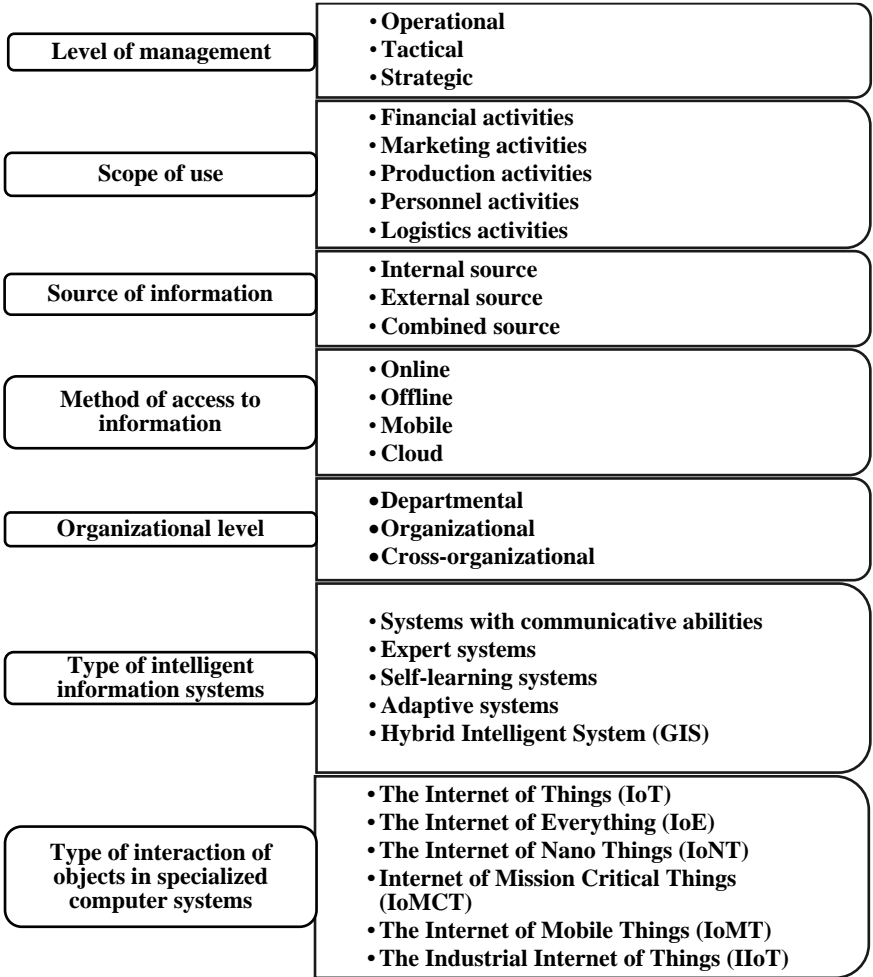 Level of management
• Operational
• Tactical
• Strategic
Scope of use
• Financial activities
• Marketing activities
• Production activities
• Personnel activities
• Logistics activities
Source of information
• Internal source
• External source
• Combined source
Method of access to
information
• Online
• Offline
• Mobile
• Cloud
Organizational level
•Departmental
•Organizational
•Cross-organizational
Type of intelligent
information systems
• Systems with communicative abilities
• Expert systems
• Self-learning systems
• Adaptive systems
• Hybrid Intelligent System (GIS)
Type of interaction of
objects in specialized
computer systems
• The Internet of Things (IoT)
• The Internet of Everything (IoE)
• The Internet of Nano Things (IoNT)
• Internet of Mission Critical Things
(IoMCT)
• The Internet of Mobile Things (IoMT)
• The Industrial Internet of Things (IIoT)